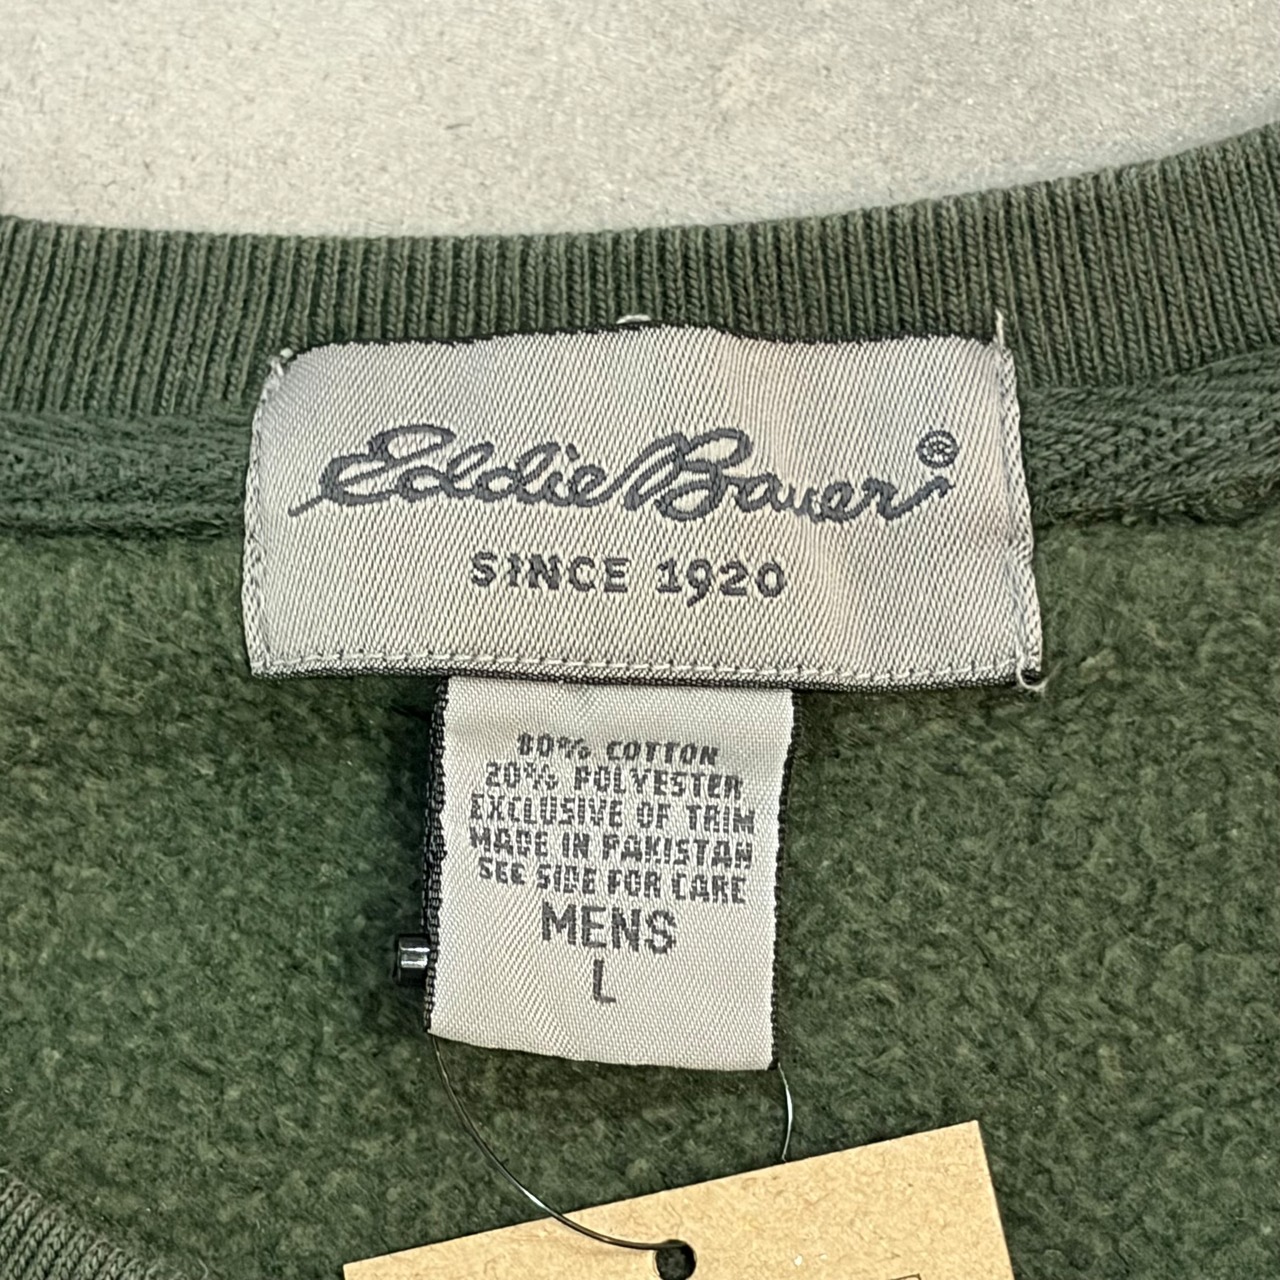 Eddie Bauer®
SINCE 1920
80% COTTON
20% POLYESTER
EXCLUSIVE OF TRIM
MADE IN PAKISTAN
SEE SIDE FOR CARE
MENS
L